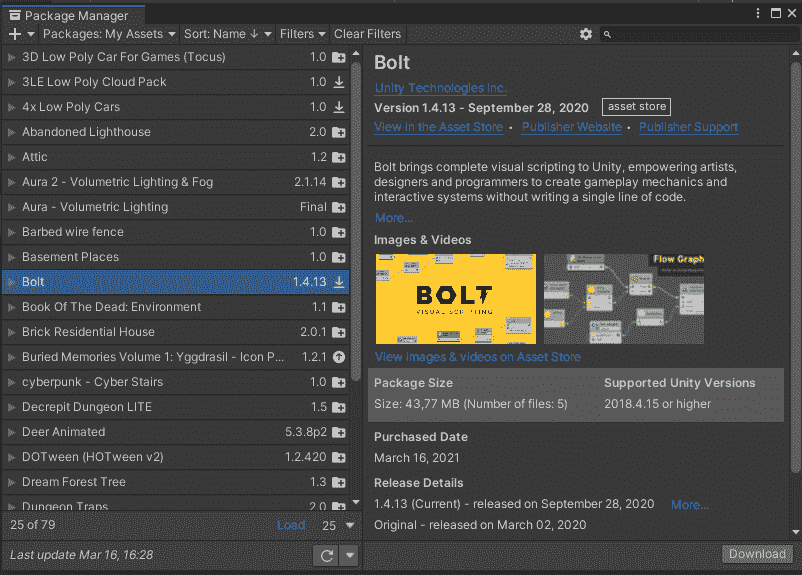 Package Manager
Packages: My Assets Sort: Name ↓ Filters Clear Filters
3D Low Poly Car For Games (Tocus) 1.0
3LE Low Poly Cloud Pack 1.0
4x Low Poly Cars 1.0
Abandoned Lighthouse 2.0
Attic 1.2
Aura 2 - Volumetric Lighting & Fog 2.1.14
Aura - Volumetric Lighting Final
Barbed wire fence 1.0
Basement Places 1.0
Bolt 1.4.13
Book Of The Dead: Environment 1.1
Brick Residential House 2.0.1
Buried Memories Volume 1: Yggdrasil - Icon P... 1.2.1
cyberpunk - Cyber Stairs 1.0
Decrepit Dungeon LITE 1.5
Deer Animated 5.3.8p2
DOTween (HOTween v2) 1.2.420
Dream Forest Tree 1.3
Dungeon Traps 2.0
25 of 79 Load 25
Last update Mar 16, 16:28
Bolt
Unity Technologies Inc.
Version 1.4.13 - September 28, 2020 asset store
View in the Asset Store • Publisher Website • Publisher Support
Bolt brings complete visual scripting to Unity, empowering artists,
designers and programmers to create gameplay mechanics and
interactive systems without writing a single line of code.
More...
Images & Videos
BOLT
VISUAL SCRIPTING
Flow Graph
View images & videos on Asset Store
Package Size Supported Unity Versions
Size: 43,77 MB (Number of files: 5) 2018.4.15 or higher
Purchased Date
March 16, 2021
Release Details
1.4.13 (Current) - released on September 28, 2020 More...
Original - released on March 02, 2020
Download